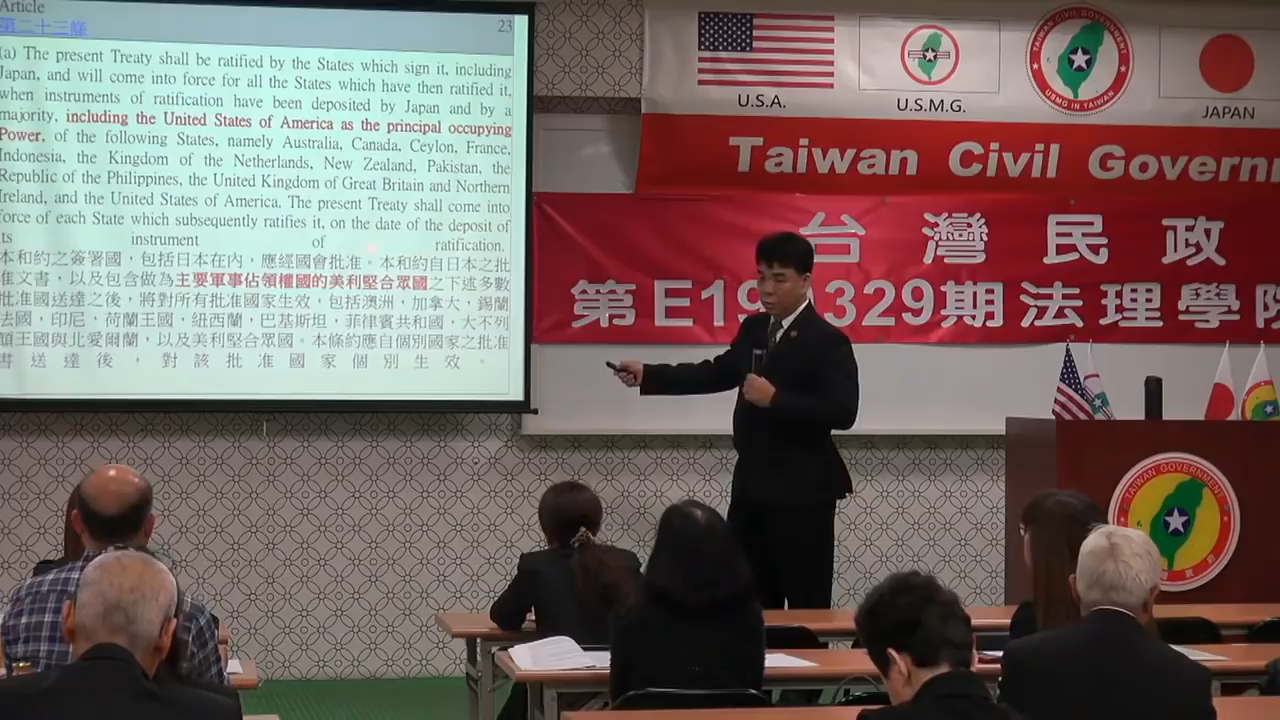 Article
第二十三條 23
(a) The present Treaty shall be ratified by the States which sign it, including
Japan, and will come into force for all the States which have then ratified it,
when instruments of ratification have been deposited by Japan and by a
majority, including the United States of America as the principal occupying
Power, of the following States, namely Australia, Canada, Ceylon, France,
Indonesia, the Kingdom of the Netherlands, New Zealand, Pakistan, the
Republic of the Philippines, the United Kingdom of Great Britain and Northern
Ireland, and the United States of America. The present Treaty shall come into
force of each State which subsequently ratifies it, on the date of the deposit of
its instrument of ratification.
本和約之簽署國，包括日本在內，應經國會批准。本和約自日本之批
准文書，以及包含做為主要軍事佔領權國的美利堅合眾國之下述多數
批准國送達之後，將對所有批准國家生效，包括澳洲，加拿大，錫蘭
法國，印尼，荷蘭王國，紐西蘭，巴基斯坦，菲律賓共和國，大不列
顛王國與北愛爾蘭，以及美利堅合眾國。本條約應自個別國家之批准
書送達後，對該批准國家個別生效。
U.S.A.
U.S.M.G.
TAIWAN CIVIL GOVERNMENT
USMG IN TAIWAN
JAPAN
Taiwan Civil Governm
台灣民政
第E19 329期法理學院
TAIWAN GOVERNMENT